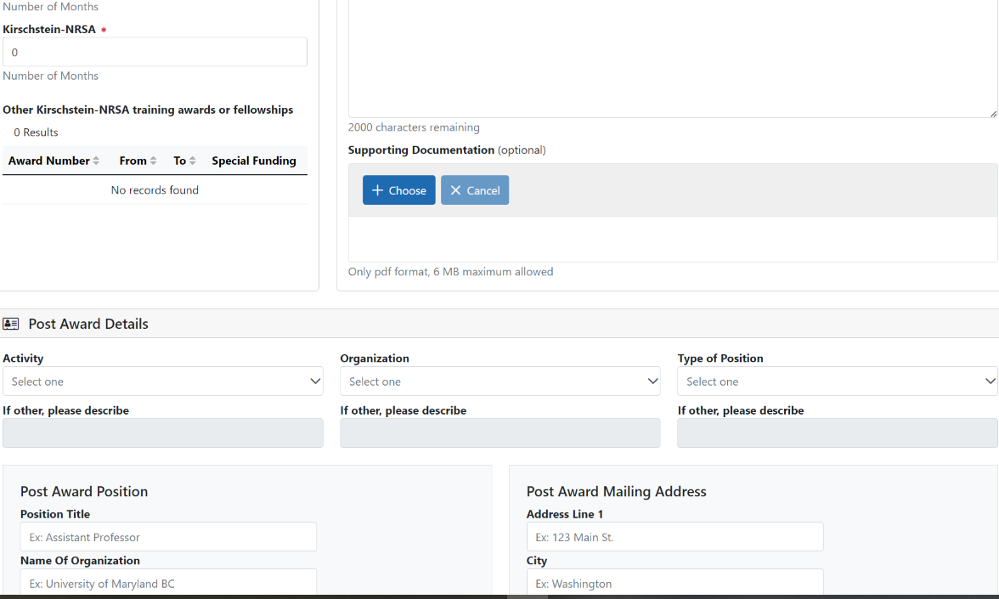 Number of Months
Kirschstein-NRSA *
0
Number of Months
Other Kirschstein-NRSA training awards or fellowships
0 Results
Award Number From To Special Funding
No records found
2000 characters remaining
Supporting Documentation (optional)
Choose Cancel
Only pdf format, 6 MB maximum allowed
Post Award Details
Activity Organization Type of Position
Select one Select one Select one
If other, please describe If other, please describe If other, please describe
Post Award Position
Position Title
Ex: Assistant Professor
Name Of Organization
Ex: University of Maryland BC
Post Award Mailing Address
Address Line 1
Ex: 123 Main St.
City
Ex: Washington